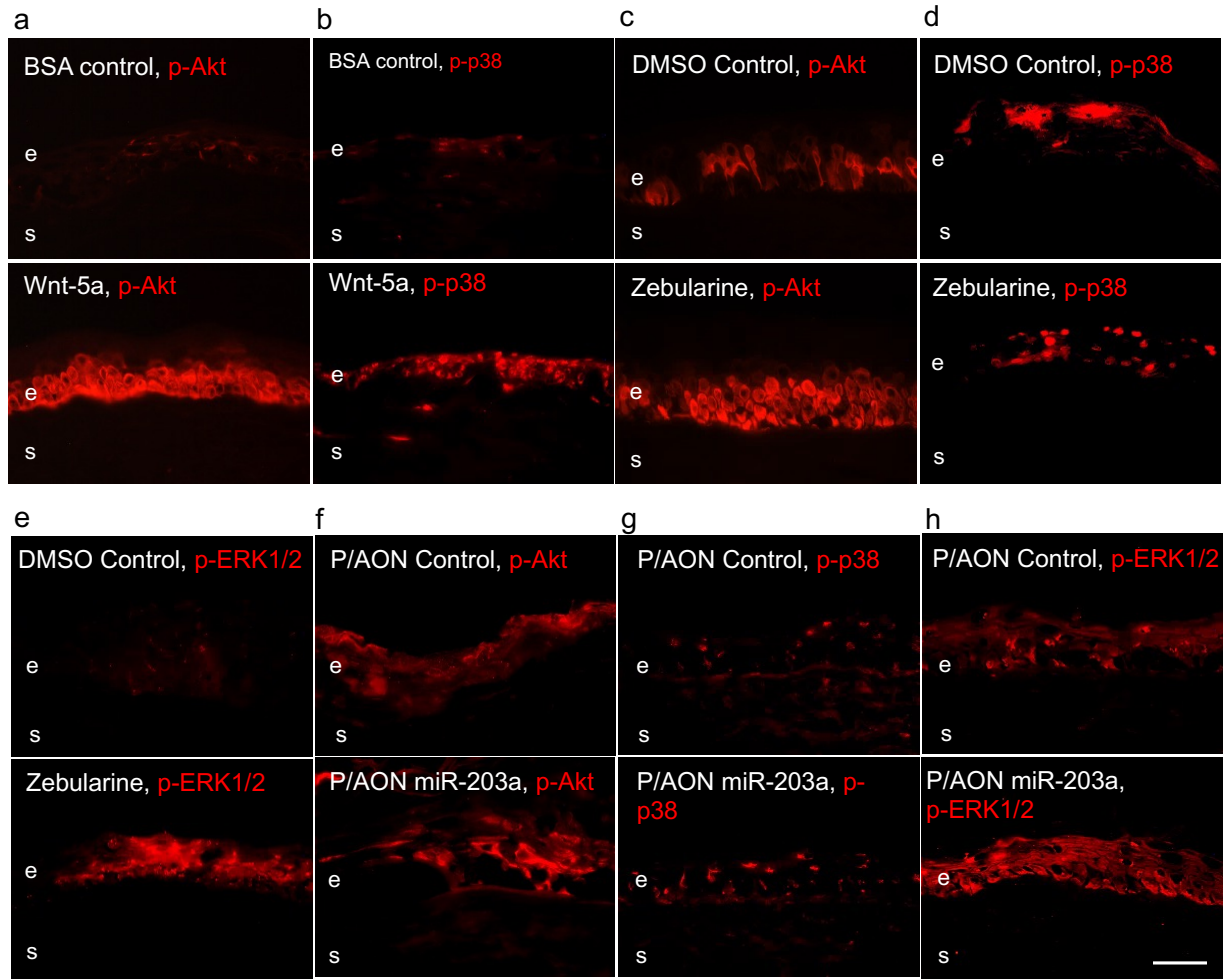 a
b
c
d
BSA control, p-Akt
BSA control, p-p38
DMSO Control, p-Akt
DMSO Control, p-p38
e
e
e
e
s
s
s
s
Wnt-5a, p-Akt
Wnt-5a, p-p38
Zebularine, p-Akt
Zebularine, p-p38
e
e
e
e
s
s
s
s
e
f
g
h
DMSO Control, p-ERK1/2
P/AON Control, p-Akt
P/AON Control, p-p38
P/AON Control, p-ERK1/2
e
e
e
e
s
s
s
s
Zebularine, p-ERK1/2
P/AON miR-203a, p-Akt
P/AON miR-203a, p-
p38
P/AON miR-203a,
p-ERK1/2
e
e
e
e
s
s
s
s